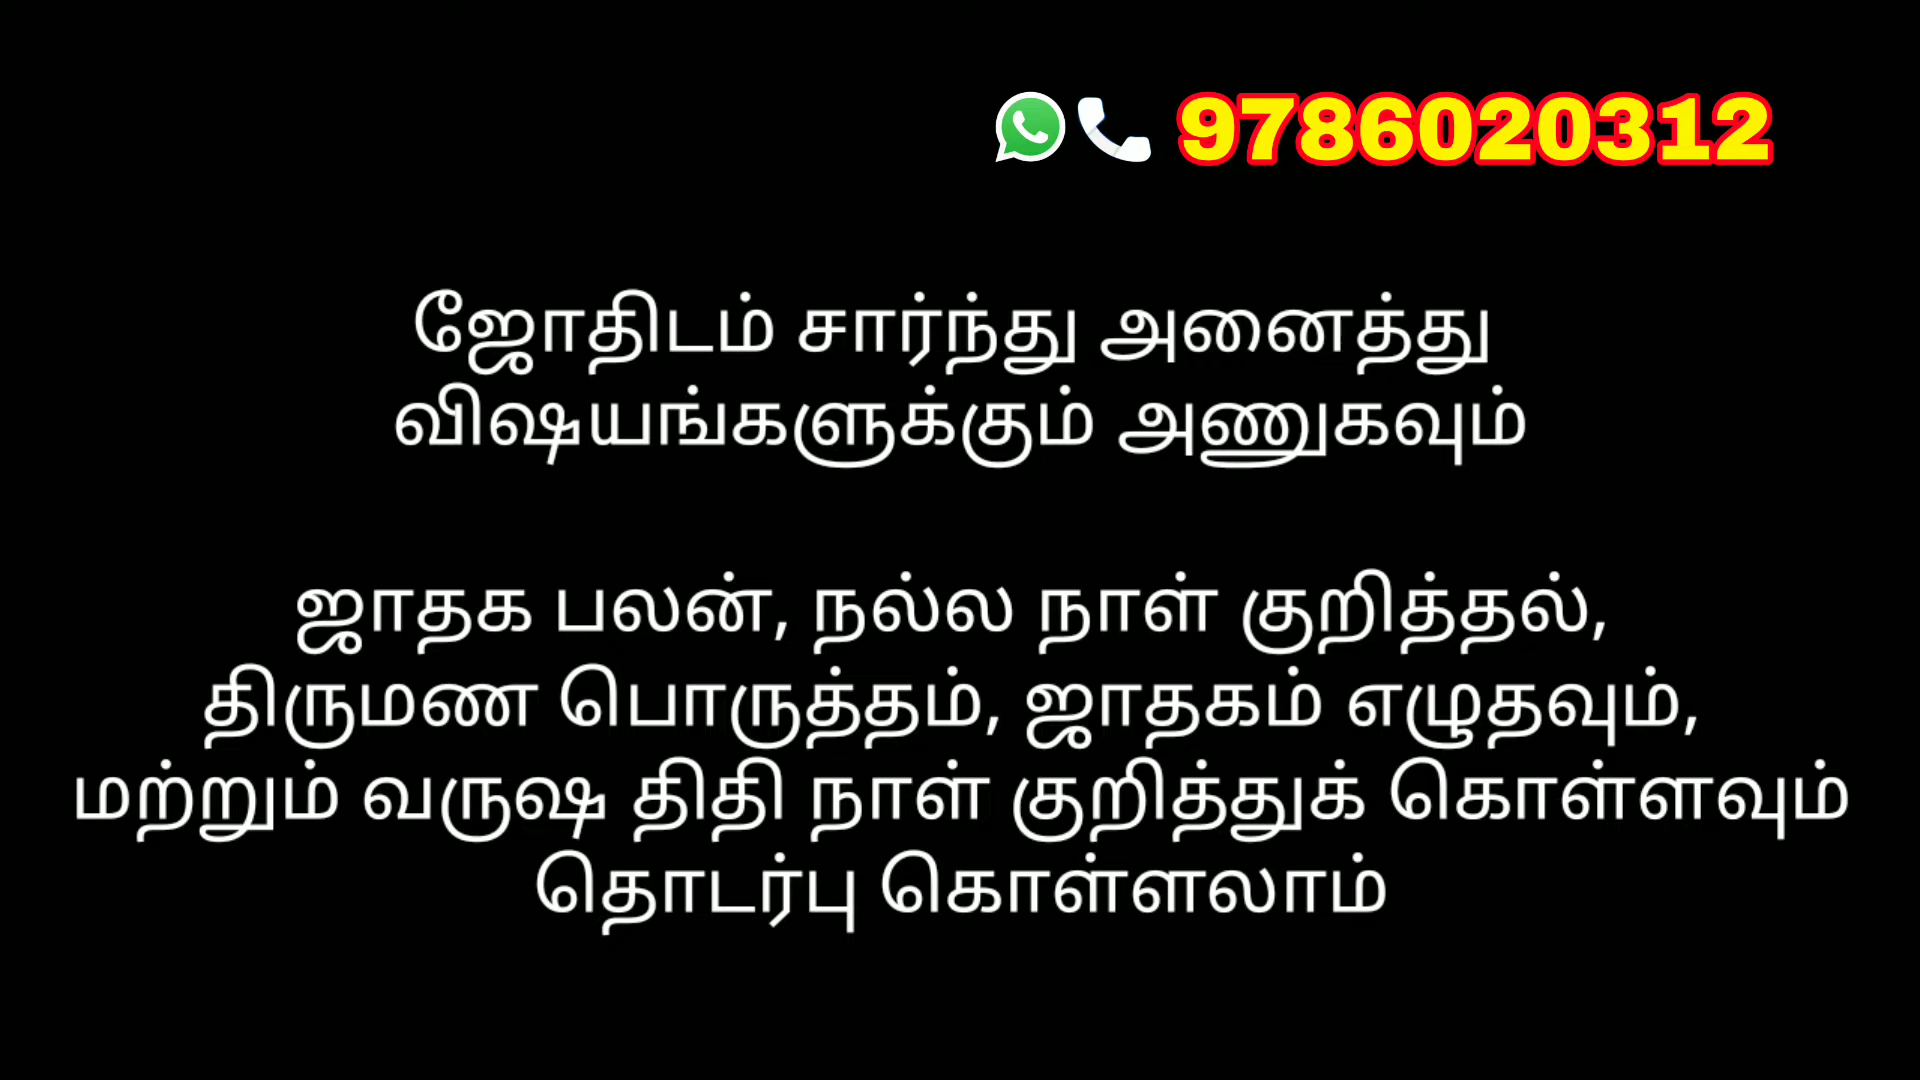 9786020312
ஜோதிடம் சார்ந்து அனைத்து
விஷயங்களுக்கும் அணுகவும்
ஜாதக பலன், நல்ல நாள் குறித்தல்,
திருமண பொருத்தம், ஜாதகம் எழுதவும்,
மற்றும் வருஷ திதி நாள் குறித்துக் கொள்ளவும்
தொடர்பு கொள்ளலாம்